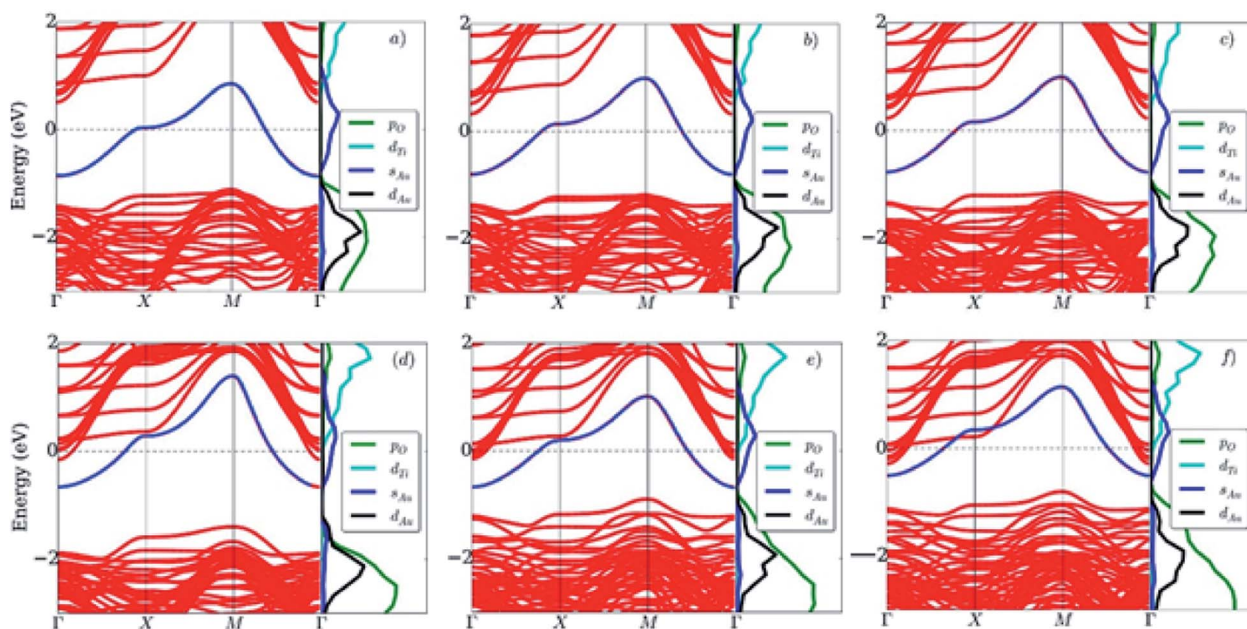 2
a)
Energy (eV)
0
p_O
d_Ti
s_Au
d_Au
−2
Γ X M Γ
2
b)
0
p_O
d_Ti
s_Au
d_Au
−2
Γ X M Γ
2
c)
0
p_O
d_Ti
s_Au
d_Au
−2
Γ X M Γ
2
(d)
Energy (eV)
0
p_O
d_Ti
s_Au
d_Au
−2
Γ X M Γ
2
e)
0
p_O
d_Ti
s_Au
d_Au
−2
Γ X M Γ
2
f)
0
p_O
d_Ti
s_Au
d_Au
−2
Γ X M Γ